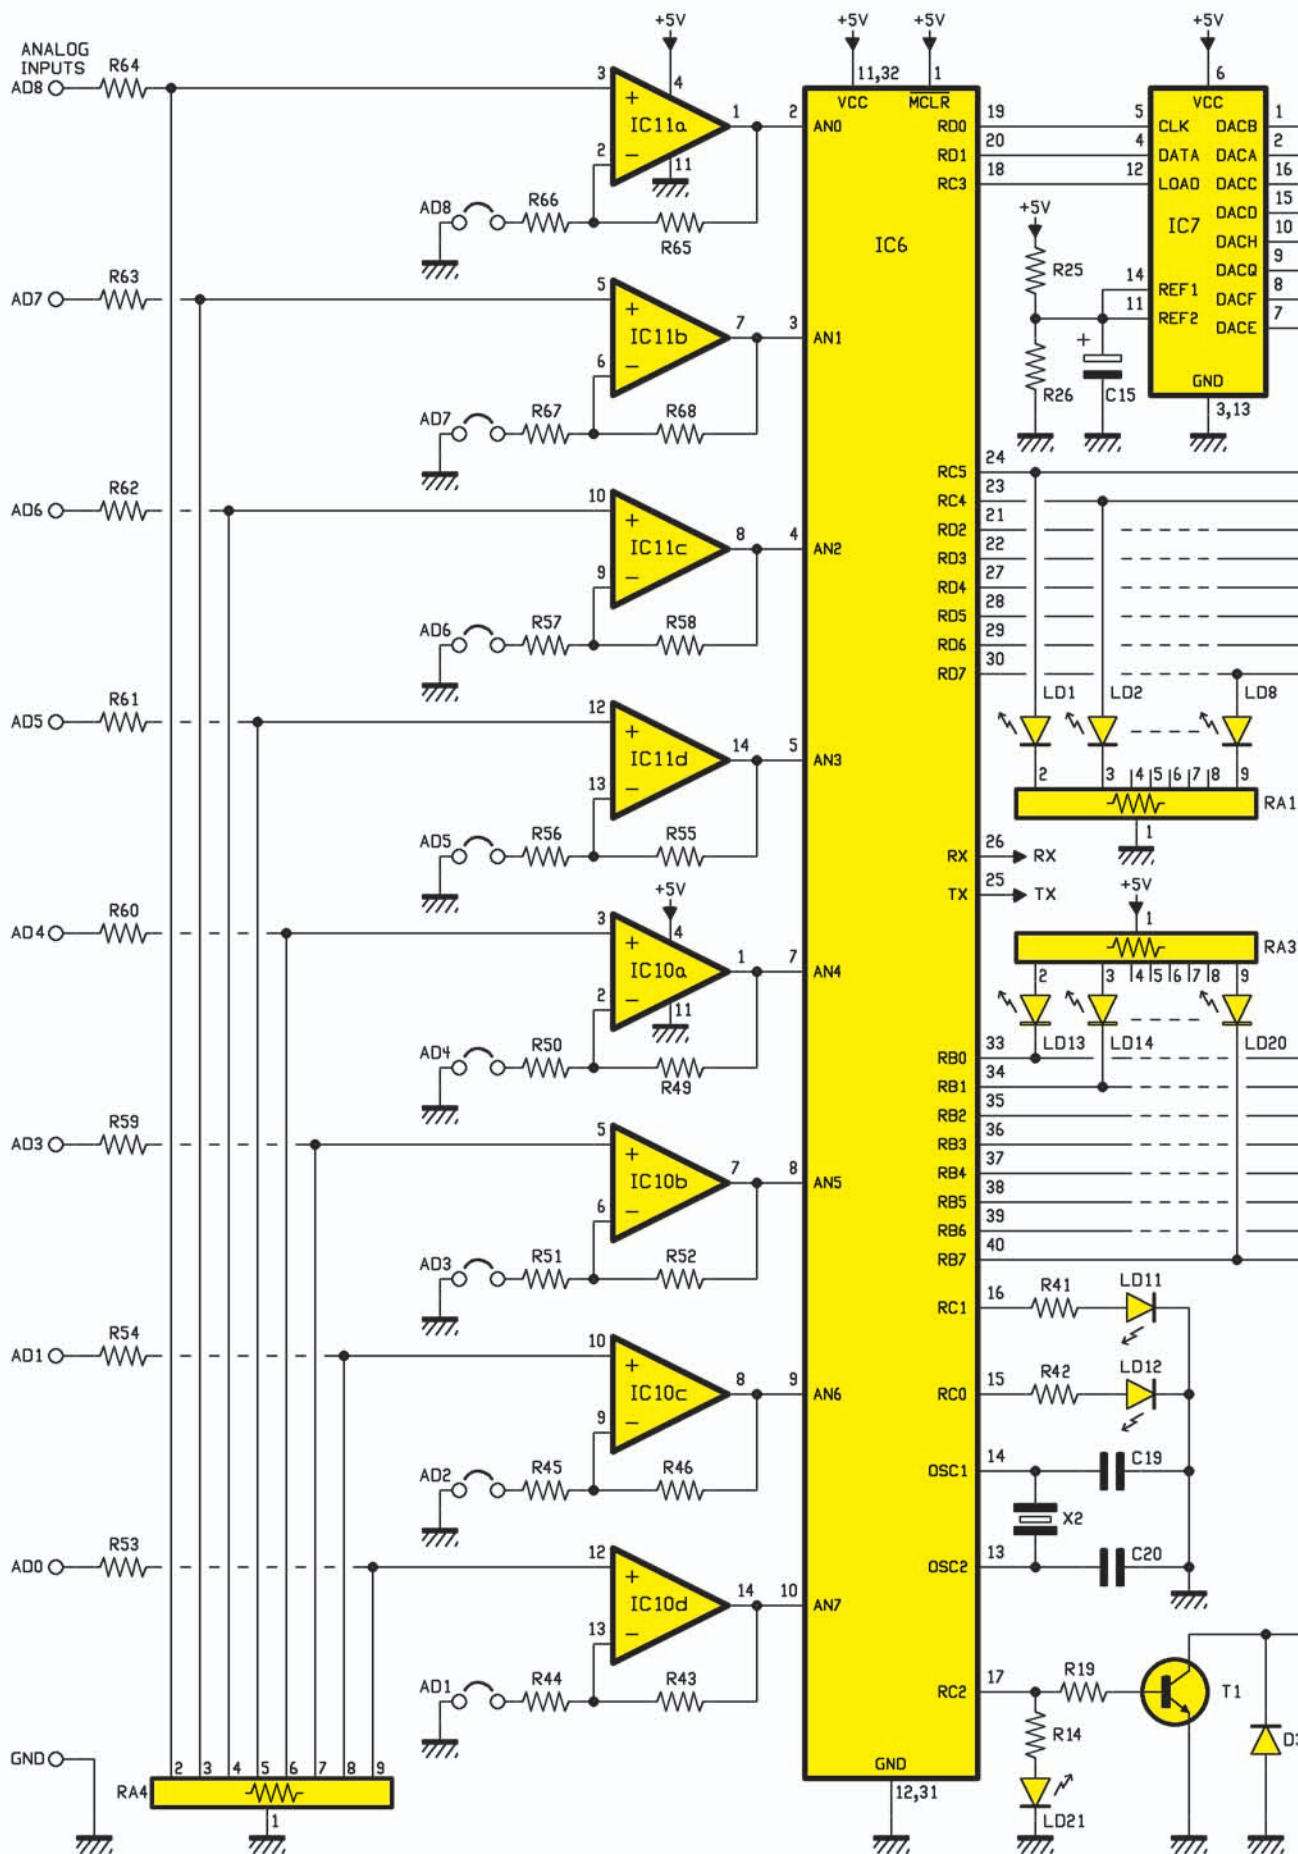 +5V
+5V
+5V
+5V
ANALOG
INPUTS
AD8
R64
3
4
+
IC11a
1
2
−
11
AD8
R66
R65
11,32
1
VCC
MCLR
2
AN0
IC6
RD0
19
RD1
20
RC3
18
6
VCC
5
CLK
DACB
1
4
DATA
DACA
2
12
LOAD
DACC
16
DACD
15
IC7
DACH
10
DACQ
9
14
REF1
DACF
8
11
REF2
DACE
7
GND
3,13
+5V
R25
R26
+
C15
AD7
R63
5
+
IC11b
7
3
AN1
6
−
AD7
R67
R68
AD6
R62
10
+
IC11c
8
4
AN2
9
−
AD6
R57
R58
RC5
24
RC4
23
RD2
21
RD3
22
RD4
27
RD5
28
RD6
29
RD7
30
LD1
LD2
LD8
2
3
4
5
6
7
8
9
RA1
1
AD5
R61
12
+
IC11d
14
5
AN3
13
−
AD5
R56
R55
RX
26
RX
TX
25
TX
+5V
1
RA3
2
3
4
5
6
7
8
9
LD13
LD14
LD20
AD4
R60
+5V
3
4
+
IC10a
1
7
AN4
2
−
11
AD4
R50
R49
RB0
33
RB1
34
RB2
35
RB3
36
RB4
37
RB5
38
RB6
39
RB7
40
AD3
R59
5
+
IC10b
7
8
AN5
6
−
AD3
R51
R52
RC1
16
R41
LD11
RC0
15
R42
LD12
AD1
R54
10
+
IC10c
8
9
AN6
9
−
AD2
R45
R46
OSC1
14
C19
X2
OSC2
13
C20
AD0
R53
12
+
IC10d
14
10
AN7
13
−
AD1
R44
R43
RC2
17
R19
T1
R14
LD21
D3
GND
2
3
4
5
6
7
8
9
RA4
1
GND
12,31